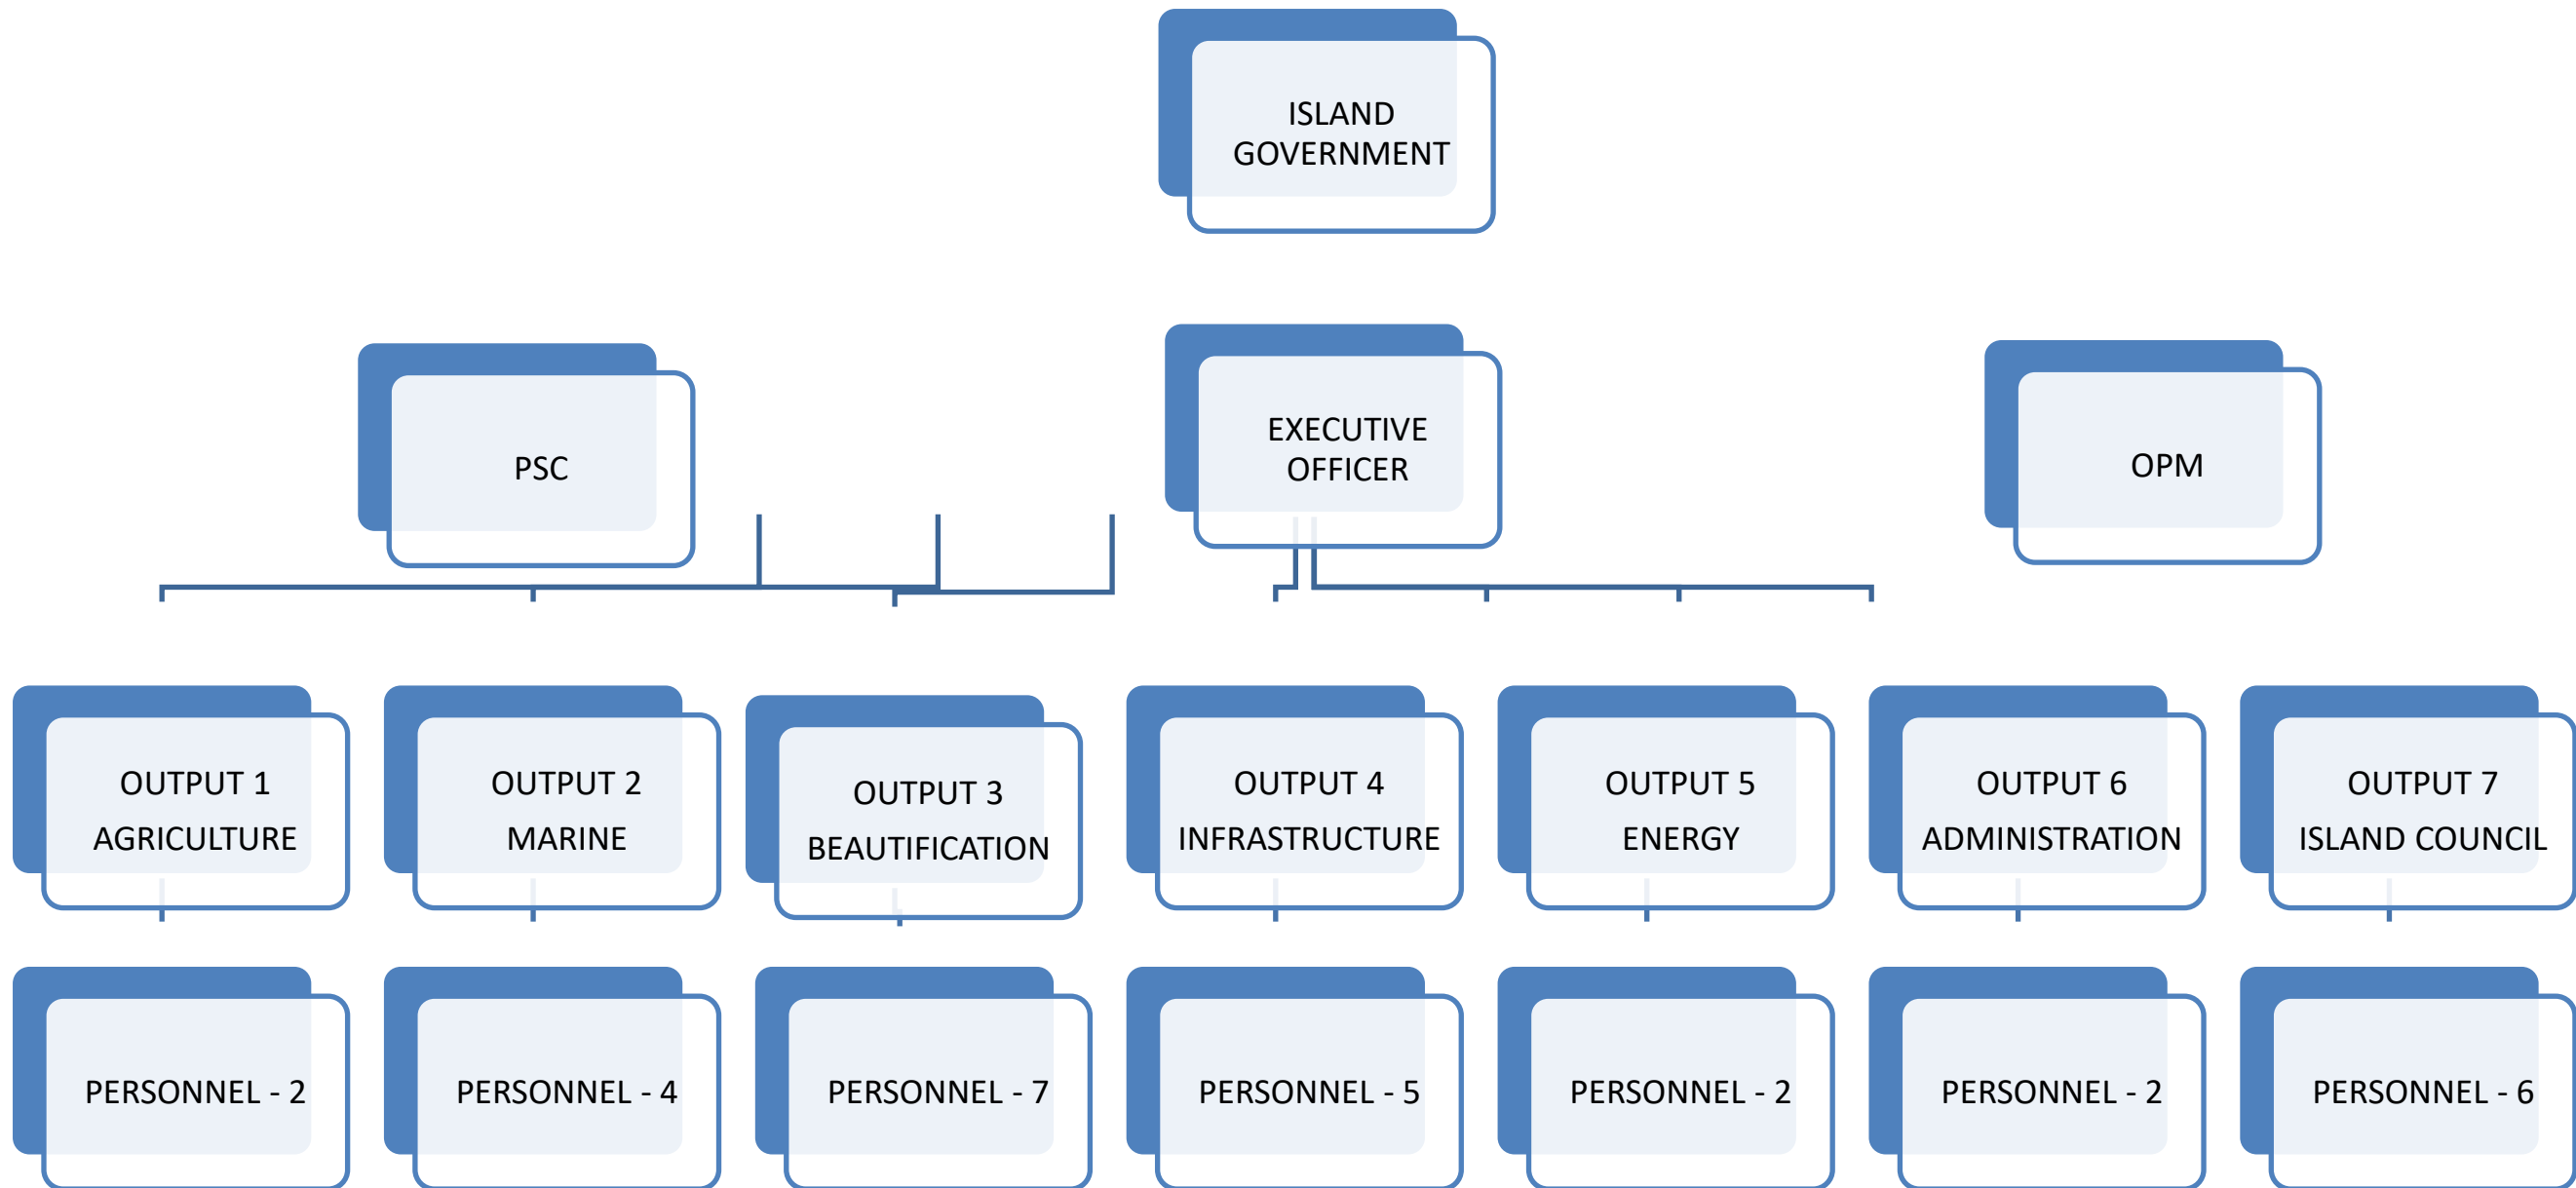 ISLAND
GOVERNMENT
PSC
EXECUTIVE
OFFICER
OPM
OUTPUT 1
AGRICULTURE
OUTPUT 2
MARINE
OUTPUT 3
BEAUTIFICATION
OUTPUT 4
INFRASTRUCTURE
OUTPUT 5
ENERGY
OUTPUT 6
ADMINISTRATION
OUTPUT 7
ISLAND COUNCIL
PERSONNEL - 2
PERSONNEL - 4
PERSONNEL - 7
PERSONNEL - 5
PERSONNEL - 2
PERSONNEL - 2
PERSONNEL - 6